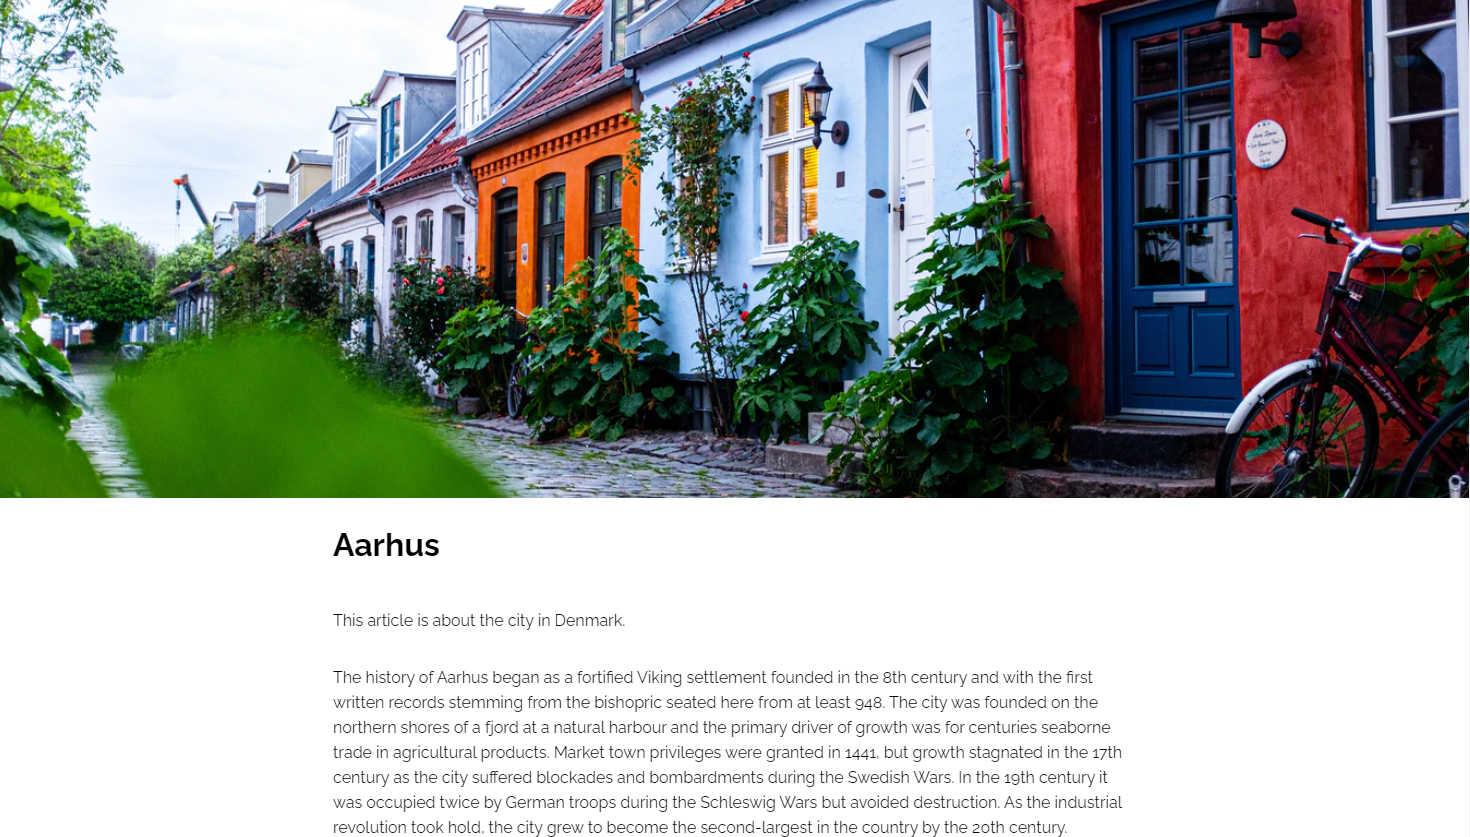 Aarhus
This article is about the city in Denmark.
The history of Aarhus began as a fortified Viking settlement founded in the 8th century and with the first
written records stemming from the bishopric seated here from at least 948. The city was founded on the
northern shores of a fjord at a natural harbour and the primary driver of growth was for centuries seaborne
trade in agricultural products. Market town privileges were granted in 1441, but growth stagnated in the 17th
century as the city suffered blockades and bombardments during the Swedish Wars. In the 19th century it
was occupied twice by German troops during the Schleswig Wars but avoided destruction. As the industrial
revolution took hold, the city grew to become the second-largest in the country by the 20th century.